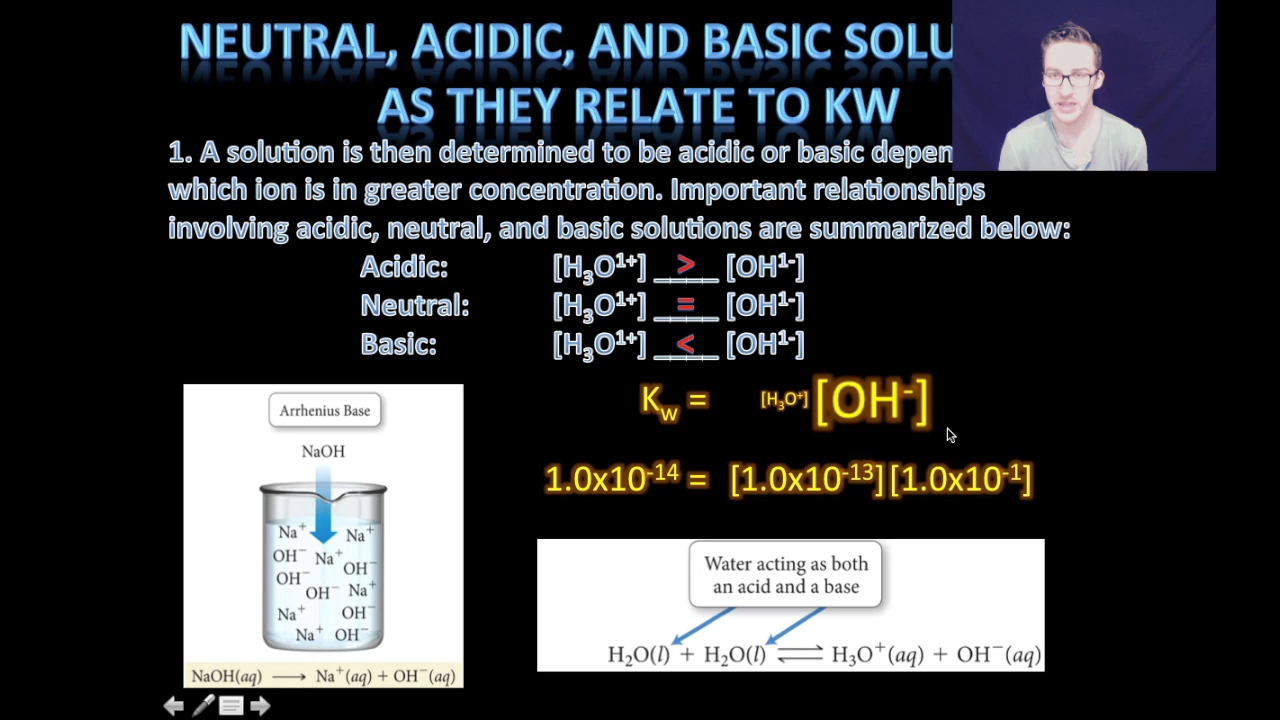 NEUTRAL, ACIDIC, AND BASIC
AS THEY RELATE TO KW
1. A solution is then determined to be acidic or basic
which ion is in greater concentration. Important relationships
involving acidic, neutral, and basic solutions are summarized below:
Acidic: [H₃O¹⁺] __>__ [OH¹⁻]
Neutral: [H₃O¹⁺] __=__ [OH¹⁻]
Basic: [H₃O¹⁺] __<__ [OH¹⁻]
K_w = [H₃O⁺] [OH⁻]
1.0x10⁻¹⁴ = [1.0x10⁻¹³][1.0x10⁻¹]
Arrhenius Base
NaOH
Na⁺ Na⁺
OH⁻ Na⁺ OH⁻
OH⁻ OH⁻ Na⁺
Na⁺ OH⁻
Na⁺ OH⁻
NaOH(aq) ⟶ Na⁺(aq) + OH⁻(aq)
Water acting as both
an acid and a base
H₂O(l) + H₂O(l) ⇌ H₃O⁺(aq) + OH⁻(aq)